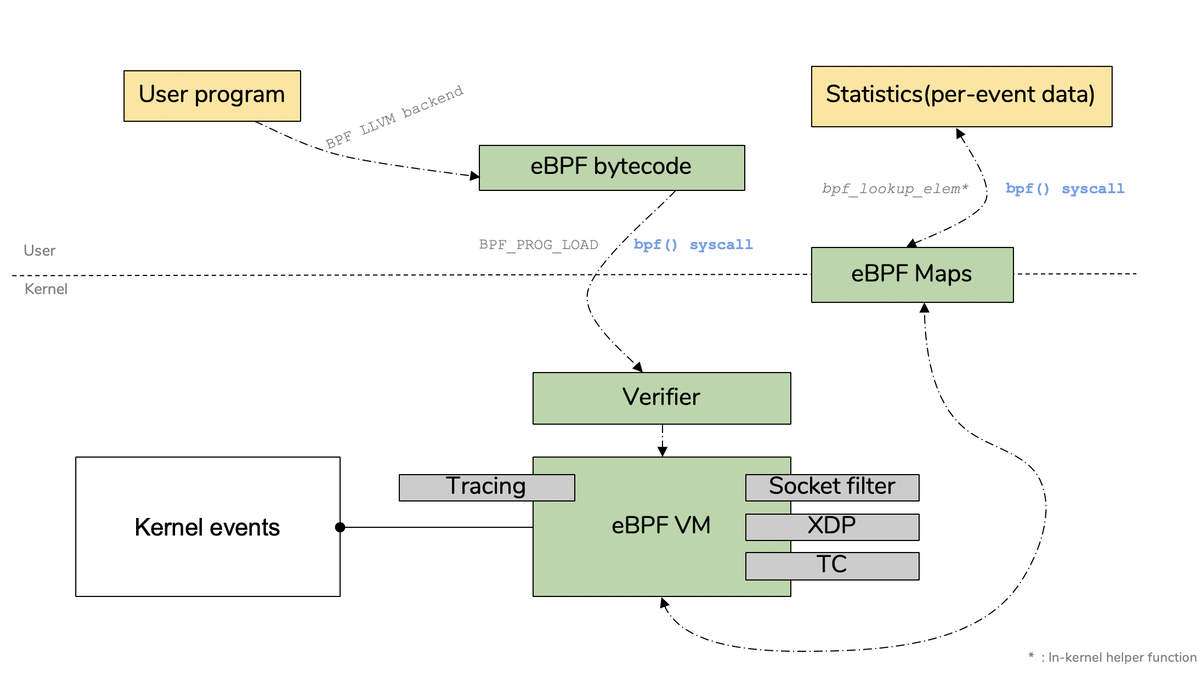 User program
BPF LLVM backend
Statistics(per-event data)
eBPF bytecode
bpf_lookup_elem*
bpf() syscall
BPF_PROG_LOAD
bpf() syscall
User
Kernel
eBPF Maps
Verifier
Tracing
Socket filter
Kernel events
eBPF VM
XDP
TC
* : In-kernel helper function